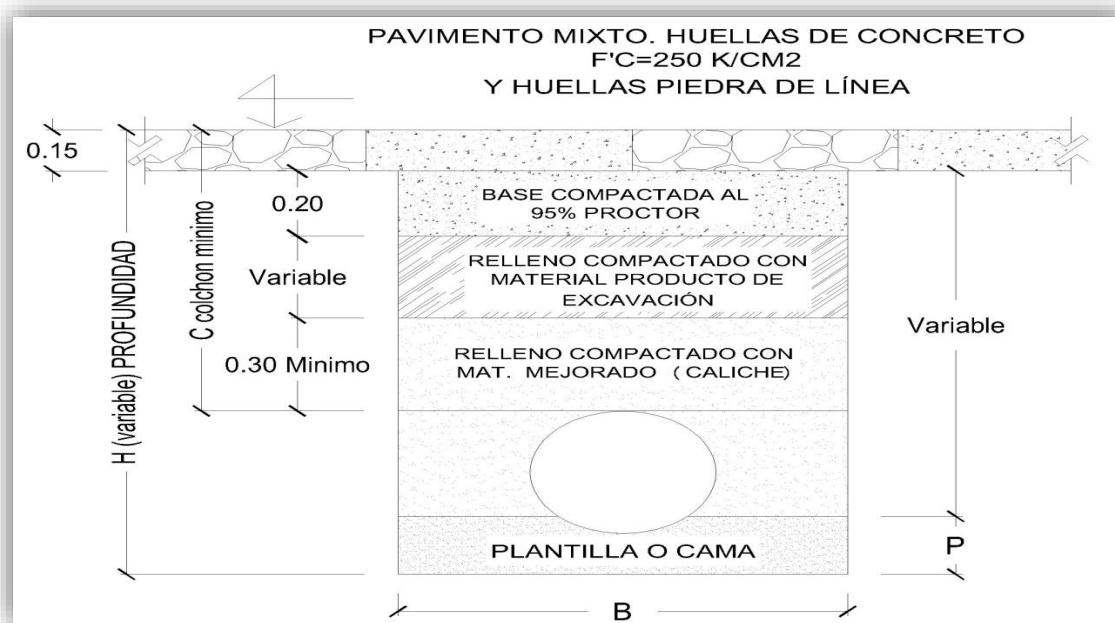 PAVIMENTO MIXTO. HUELLAS DE CONCRETO
F'C=250 K/CM2
Y HUELLAS PIEDRA DE LÍNEA
0.15
H (variable) PROFUNDIDAD
C colchon minimo
0.20
Variable
0.30 Minimo
BASE COMPACTADA AL
95% PROCTOR
RELLENO COMPACTADO CON
MATERIAL PRODUCTO DE
EXCAVACIÓN
RELLENO COMPACTADO CON
MAT. MEJORADO ( CALICHE)
PLANTILLA O CAMA
Variable
P
B